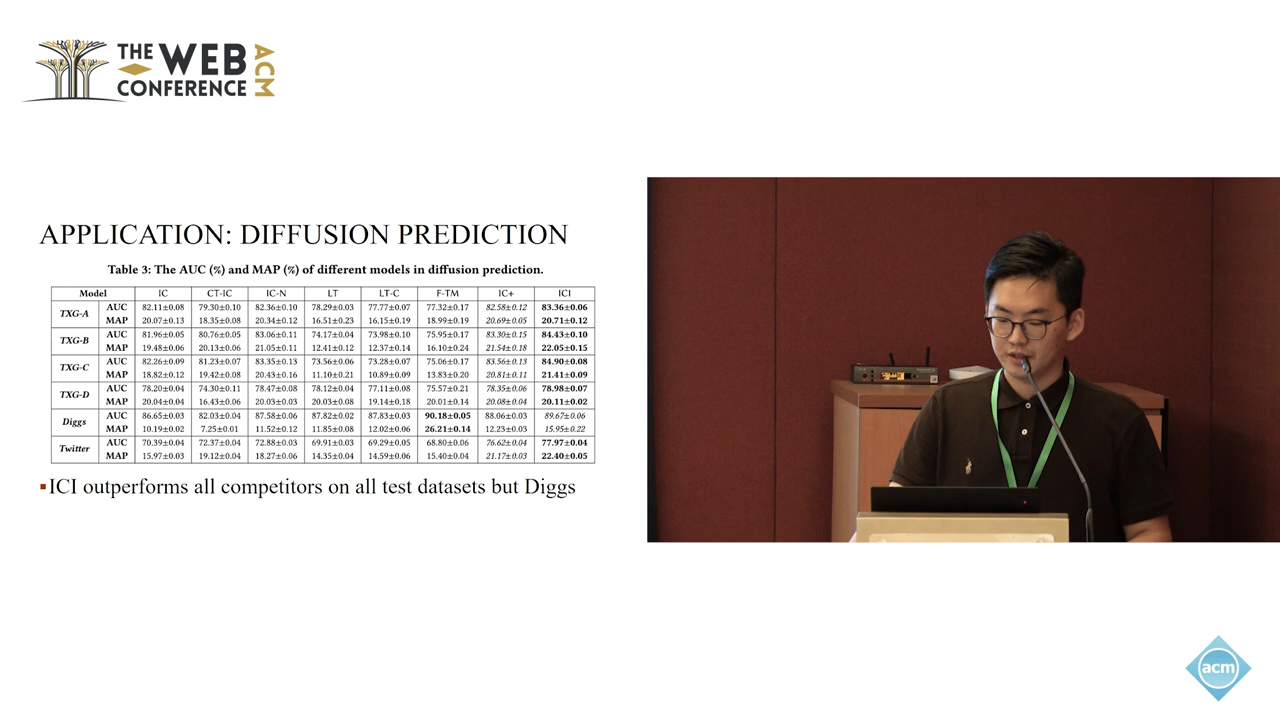 THE WEB
CONFERENCE
ACM
APPLICATION: DIFFUSION PREDICTION
Table 3: The AUC (%) and MAP (%) of different models in diffusion prediction.
Model IC CT-IC IC-N LT LT-C F-TM IC+ ICI
TXG-A AUC 82.11±0.08 79.30±0.10 82.36±0.10 78.29±0.03 77.77±0.07 77.32±0.17 82.58±0.12 83.36±0.06
MAP 20.07±0.13 18.35±0.08 20.34±0.12 16.51±0.23 16.15±0.19 18.99±0.19 20.69±0.05 20.71±0.12
TXG-B AUC 81.96±0.05 80.76±0.05 83.06±0.11 74.17±0.04 73.98±0.10 75.95±0.17 83.30±0.15 84.43±0.10
MAP 19.48±0.06 20.13±0.06 21.05±0.11 12.41±0.12 12.37±0.14 16.10±0.24 21.54±0.18 22.05±0.15
TXG-C AUC 82.26±0.09 81.23±0.07 83.35±0.13 73.56±0.06 73.28±0.07 75.06±0.17 83.56±0.13 84.90±0.08
MAP 18.82±0.12 19.42±0.08 20.43±0.16 11.10±0.21 10.89±0.09 13.83±0.20 20.81±0.11 21.41±0.09
TXG-D AUC 78.20±0.04 74.30±0.11 78.47±0.08 78.12±0.04 77.11±0.08 75.57±0.21 78.35±0.06 78.98±0.07
MAP 20.04±0.04 16.43±0.06 20.03±0.03 20.03±0.08 19.14±0.18 20.01±0.14 20.08±0.04 20.11±0.02
Diggs AUC 86.65±0.03 82.03±0.04 87.58±0.06 87.82±0.02 87.83±0.03 90.18±0.05 88.06±0.03 89.67±0.06
MAP 10.19±0.02 7.25±0.01 11.52±0.12 11.85±0.08 12.02±0.06 26.21±0.14 12.23±0.03 15.95±0.22
Twitter AUC 70.39±0.04 72.37±0.04 72.88±0.03 69.91±0.03 69.29±0.05 68.80±0.06 76.62±0.04 77.97±0.04
MAP 15.97±0.03 19.12±0.04 18.27±0.06 14.35±0.04 14.59±0.06 15.40±0.04 21.17±0.03 22.40±0.05
▪ICI outperforms all competitors on all test datasets but Diggs
acm